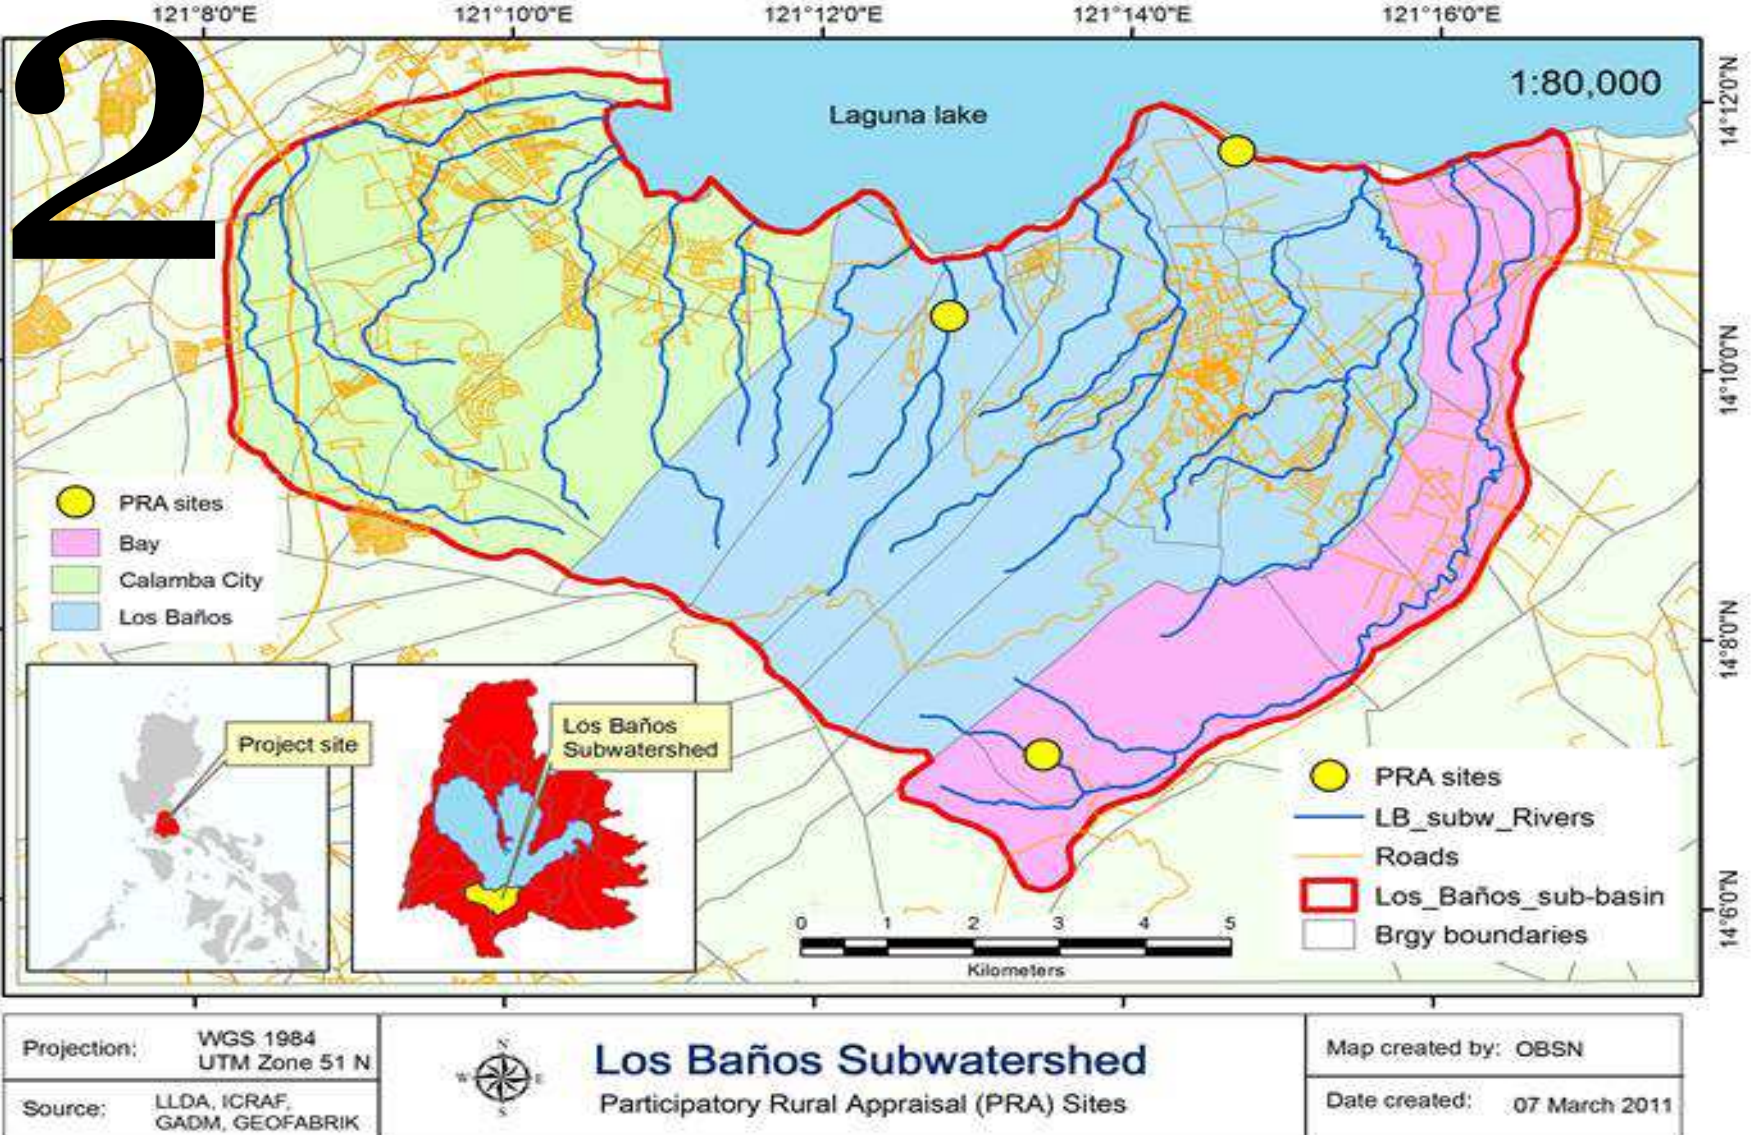 2
121°8'0"E
121°10'0"E
121°12'0"E
121°14'0"E
121°16'0"E
1:80,000
Laguna lake
14°12'0"N
14°10'0"N
14°8'0"N
14°6'0"N
PRA sites
Bay
Calamba City
Los Baños
Project site
Los Baños
Subwatershed
PRA sites
LB_subw_Rivers
Roads
Los_Baños_sub-basin
Brgy boundaries
0 1 2 3 4 5
Kilometers
Projection: WGS 1984
UTM Zone 51 N
Source: LLDA, ICRAF,
GADM, GEOFABRIK
N
W E
S
Los Baños Subwatershed
Participatory Rural Appraisal (PRA) Sites
Map created by: OBSN
Date created: 07 March 2011